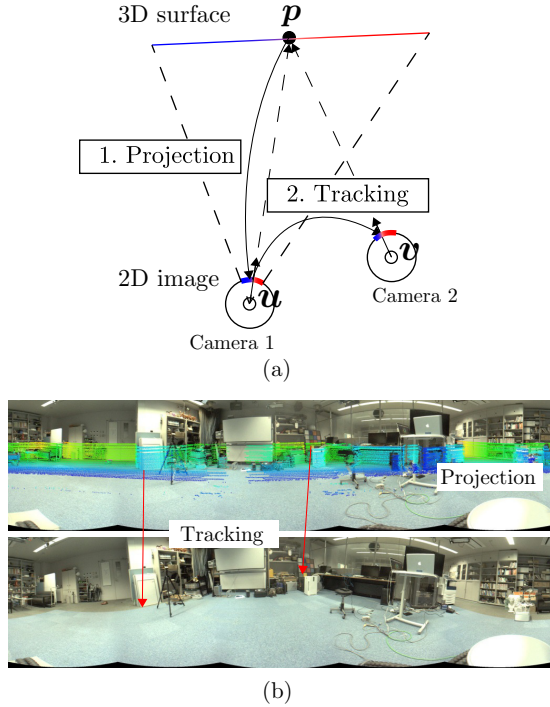 3D surface
p
1. Projection
2. Tracking
v
2D image
u
Camera 2
Camera 1
(a)
Projection
Tracking
(b)